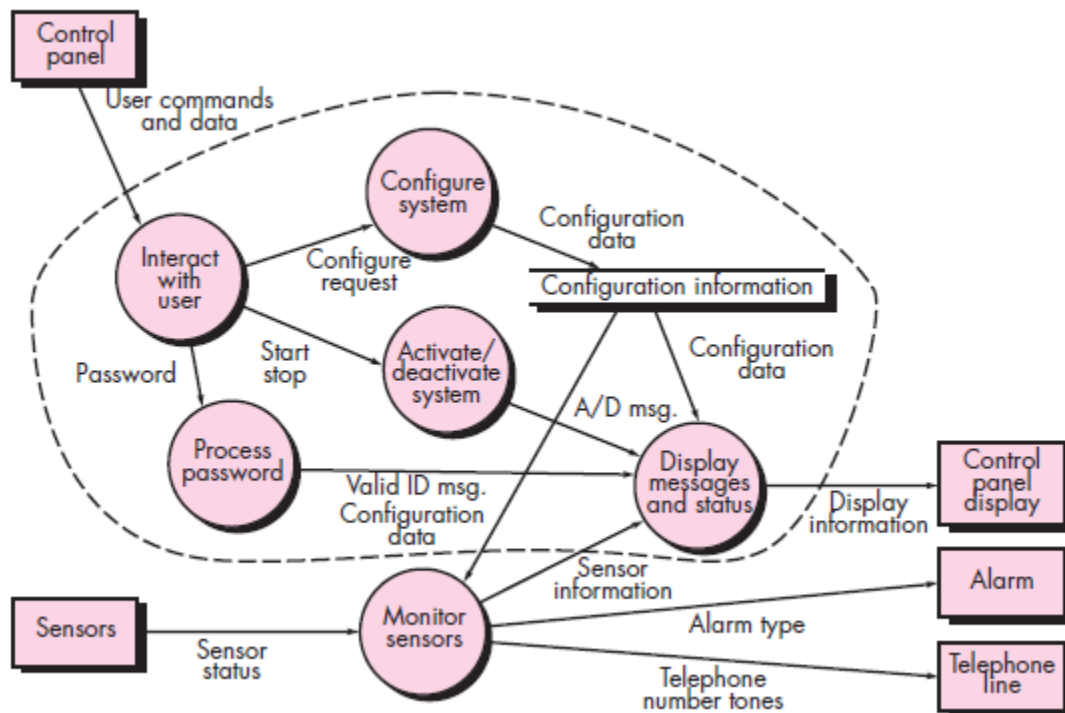 Control
panel
User commands
and data
Configure
system
Configuration
data
Interact
with
user
Configure
request
Configuration information
Password
Start
stop
Activate/
deactivate
system
Configuration
data
A/D msg.
Process
password
Valid ID msg.
Configuration
data
Display
messages
and status
Display
information
Control
panel
display
Sensors
Sensor
status
Monitor
sensors
Sensor
information
Alarm type
Alarm
Telephone
number tones
Telephone
line